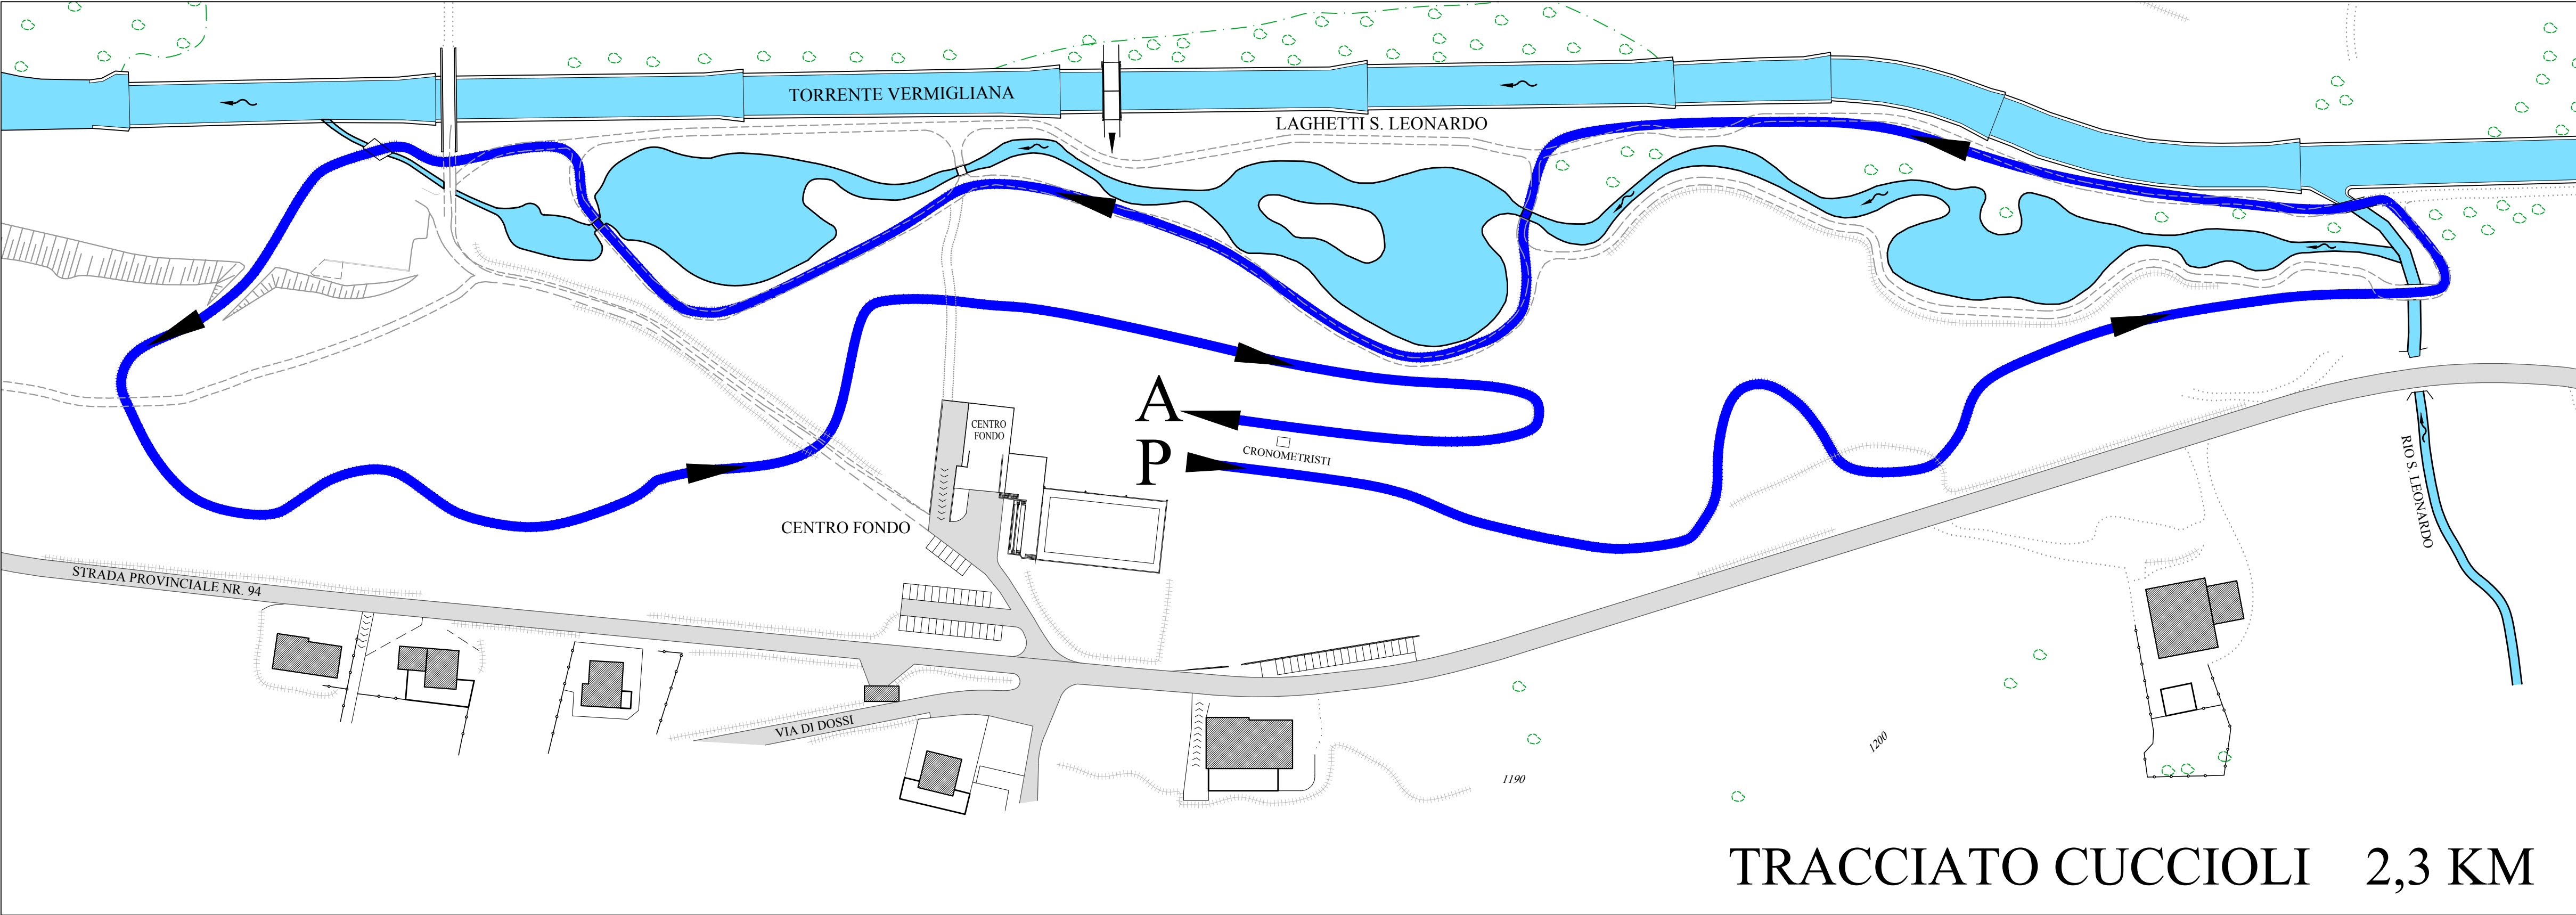 TORRENTE VERMIGLIANA
LAGHETTI S. LEONARDO
A
P
CRONOMETRISTI
CENTRO
FONDO
CENTRO FONDO
RIO S. LEONARDO
STRADA PROVINCIALE NR. 94
VIA DI DOSSI
1190
1200
TRACCIATO CUCCIOLI 2,3 KM